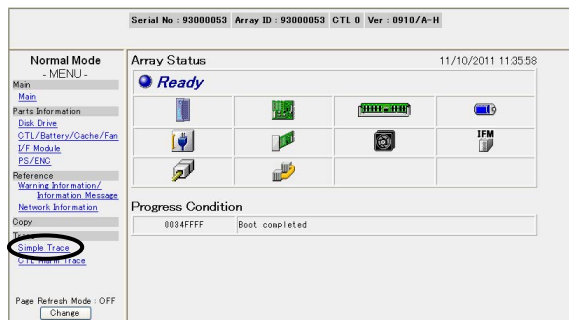 Serial No : 93000053 Array ID : 93000053 CTL 0 Ver : 0910/A-H
Normal Mode
- MENU -
Main
Main
Parts Information
Disk Drive
CTL/Battery/Cache/Fan
I/F Module
PS/ENC
Reference
Warning Information/
Information Message
Network Information
Copy
Trace
Simple Trace
CTL Alarm Trace
Page Refresh Mode : OFF
Change
Array Status 11/10/2011 11:35:58
Ready
IFM
Progress Condition
0034FFFF Boot completed